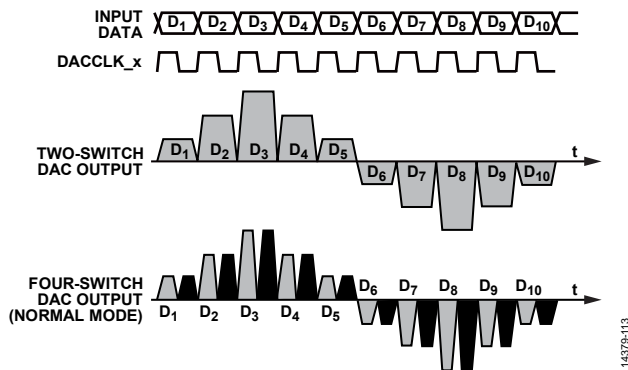 INPUT
DATA
D1 D2 D3 D4 D5 D6 D7 D8 D9 D10
DACCLK_x
TWO-SWITCH
DAC OUTPUT
D1 D2 D3 D4 D5 D6 D7 D8 D9 D10
t
FOUR-SWITCH
DAC OUTPUT
(NORMAL MODE)
D1 D2 D3 D4 D5 D6 D7 D8 D9 D10
t
14379-113